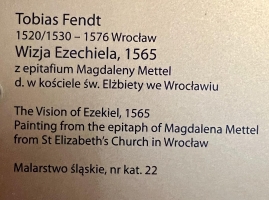 Tobias Fendt
1520/1530 – 1576 Wrocław
Wizja Ezechiela, 1565
z epitafium Magdaleny Mettel
d. w kościele św. Elżbiety we Wrocławiu
The Vision of Ezekiel, 1565
Painting from the epitaph of Magdalena Mettel
from St Elizabeth's Church in Wrocław
Malarstwo śląskie, nr kat. 22